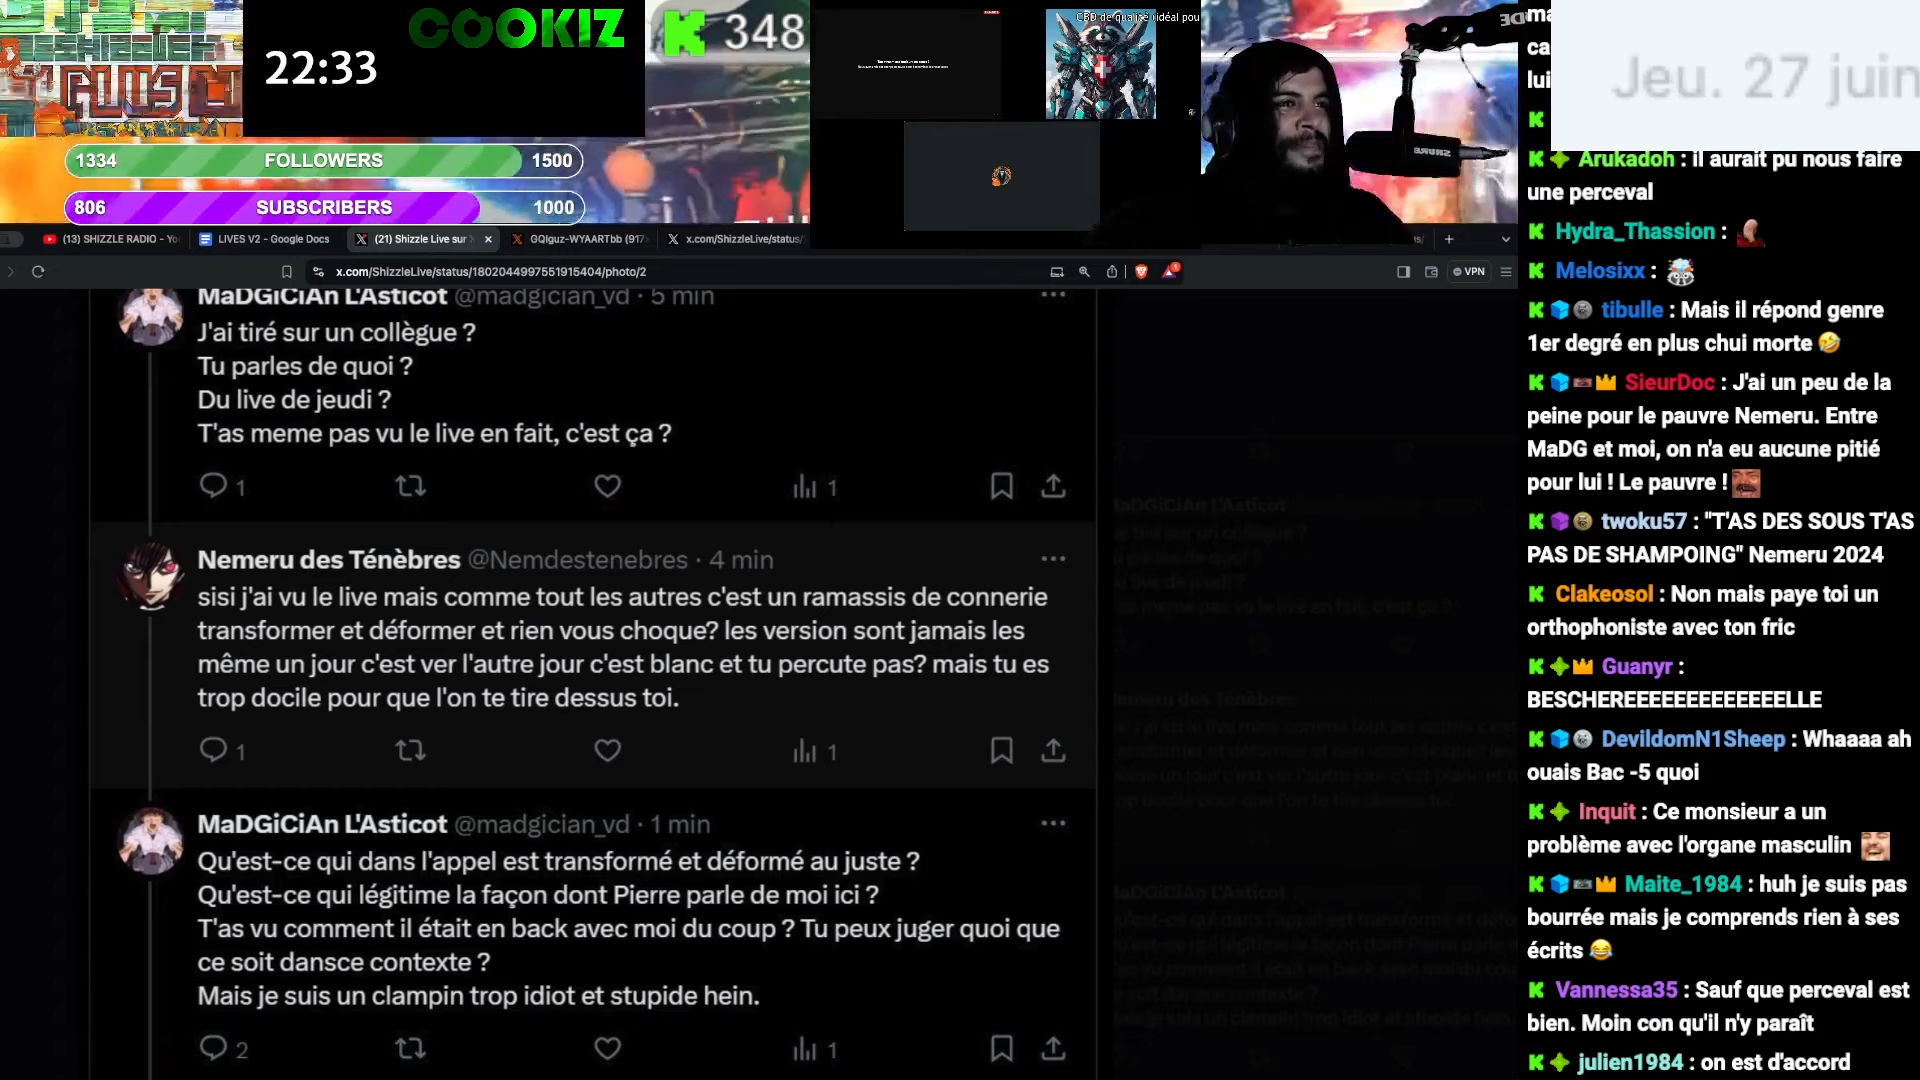 COOKIZ
22:33
348
CBD de qualité (idéal pou
Jeu. 27 juin
1334 FOLLOWERS 1500
806 SUBSCRIBERS 1000
(13) SHIZZLE RADIO - Yo
LIVES V2 - Google Docs
(21) Shizzle Live sur
GQlguz-WYAARTbb (917
x.com/ShizzleLive/status/
x.com/ShizzleLive/status/1802044997551915404/photo/2
VPN
MaDGiCiAn L'Asticot @madgician_vd · 5 min
J'ai tiré sur un collègue ?
Tu parles de quoi ?
Du live de jeudi ?
T'as meme pas vu le live en fait, c'est ça ?
1 1
Nemeru des Ténèbres @Nemdestenebres · 4 min
sisi j'ai vu le live mais comme tout les autres c'est un ramassis de connerie
transformer et déformer et rien vous choque? les version sont jamais les
même un jour c'est ver l'autre jour c'est blanc et tu percute pas? mais tu es
trop docile pour que l'on te tire dessus toi.
1 1
MaDGiCiAn L'Asticot @madgician_vd · 1 min
Qu'est-ce qui dans l'appel est transformé et déformé au juste ?
Qu'est-ce qui légitime la façon dont Pierre parle de moi ici ?
T'as vu comment il était en back avec moi du coup ? Tu peux juger quoi que
ce soit dansce contexte ?
Mais je suis un clampin trop idiot et stupide hein.
2 1
ma
ca
lui
Arukadoh : il aurait pu nous faire
une perceval
Hydra_Thassion :
Melosixx :
tibulle : Mais il répond genre
1er degré en plus chui morte 🤣
SieurDoc : J'ai un peu de la
peine pour le pauvre Nemeru. Entre
MaDG et moi, on n'a eu aucune pitié
pour lui ! Le pauvre !
twoku57 : "T'AS DES SOUS T'AS
PAS DE SHAMPOING" Nemeru 2024
Clakeosol : Non mais paye toi un
orthophoniste avec ton fric
Guanyr :
BESCHEREEEEEEEEEEEEELLE
DevildomN1Sheep : Whaaaa ah
ouais Bac -5 quoi
Inquit : Ce monsieur a un
problème avec l'organe masculin
Maite_1984 : huh je suis pas
bourrée mais je comprends rien à ses
écrits 😂
Vannessa35 : Sauf que perceval est
bien. Moin con qu'il n'y paraît
julien1984 : on est d'accord